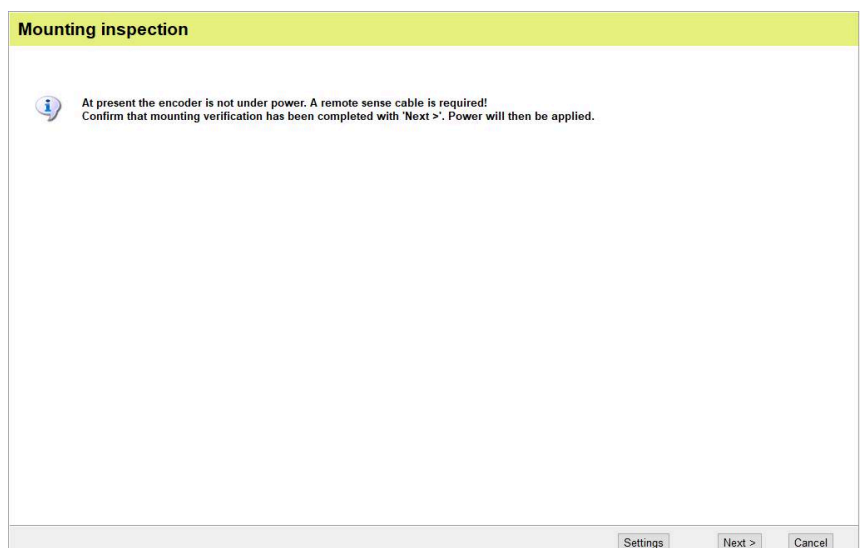 Mounting inspection
At present the encoder is not under power. A remote sense cable is required!
Confirm that mounting verification has been completed with 'Next >'. Power will then be applied.
Settings Next > Cancel